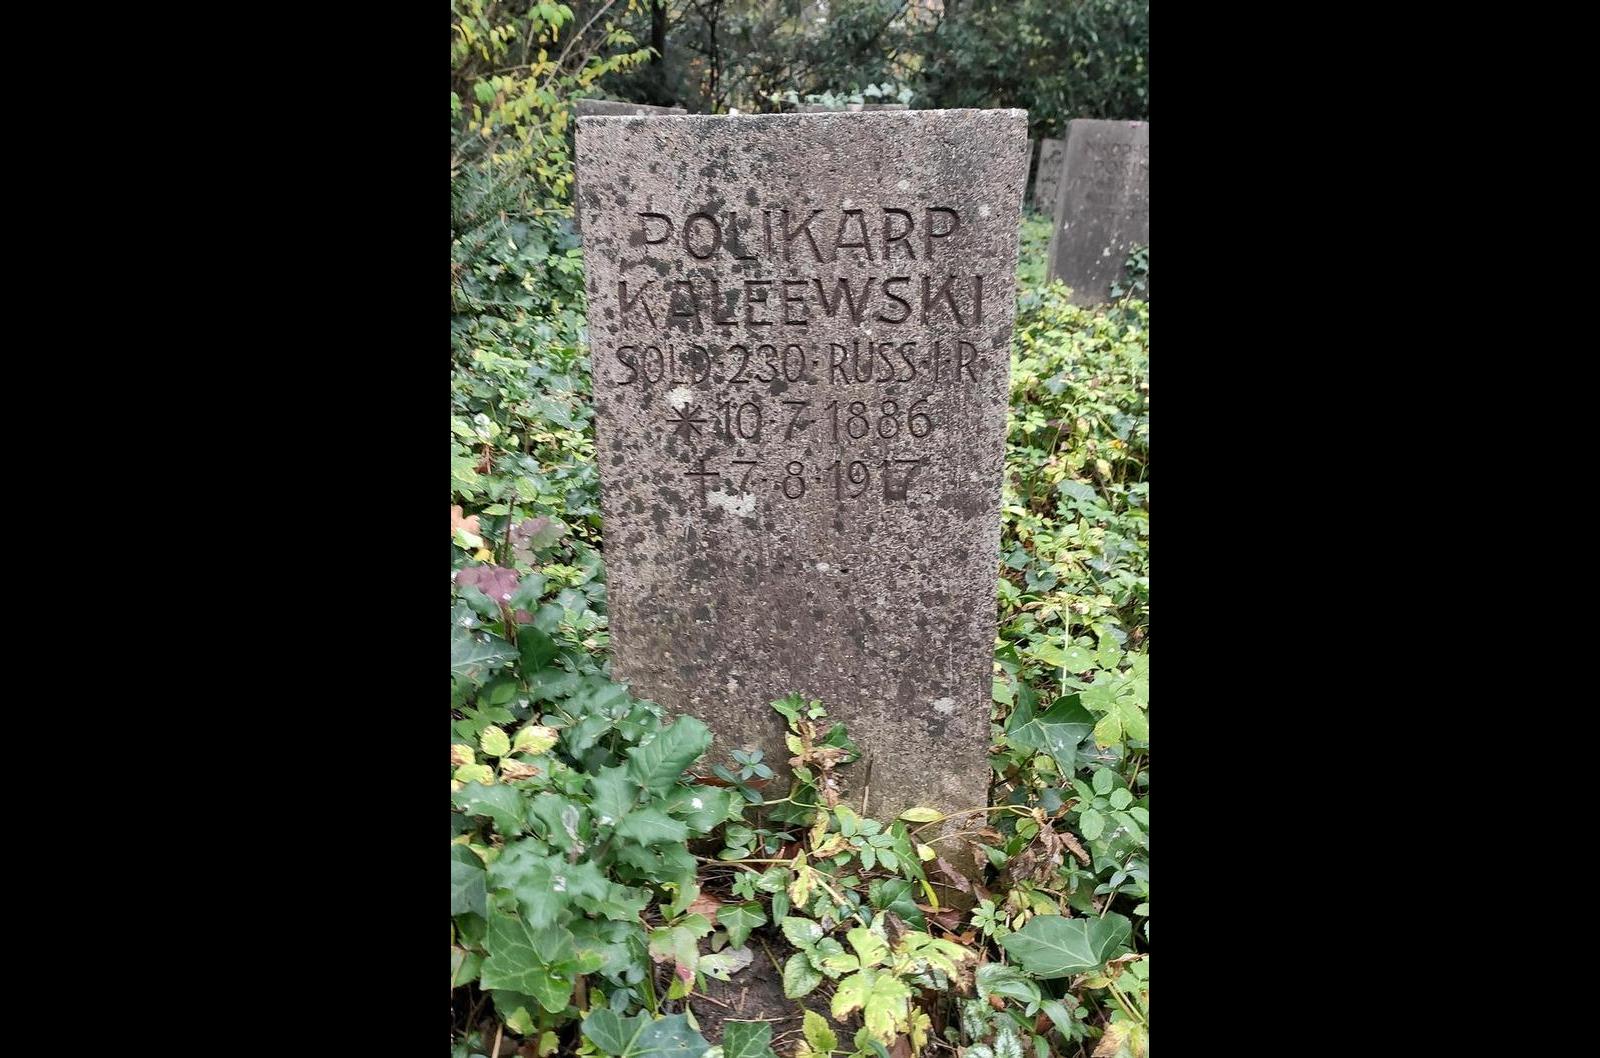 POLIKARP
KALEEWSKI
SOLD·230·RUSS·I·R·
*10·7·1886
†7·8·1917